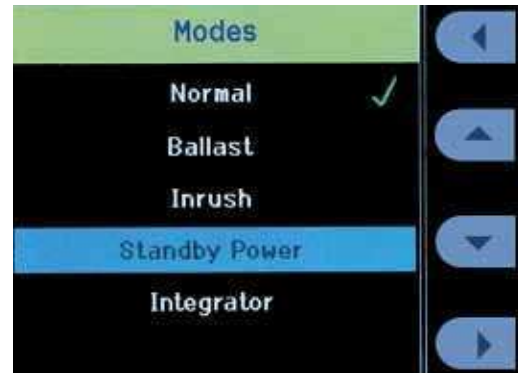 Modes
Normal
Ballast
Inrush
Standby Power
Integrator